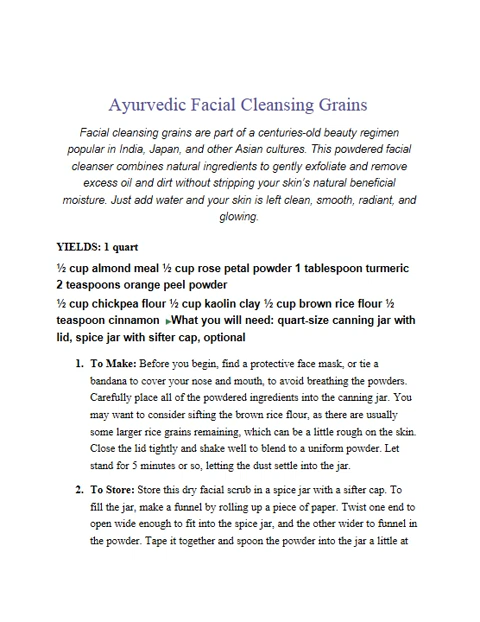 Ayurvedic Facial Cleansing Grains
Facial cleansing grains are part of a centuries-old beauty regimen
popular in India, Japan, and other Asian cultures. This powdered facial
cleanser combines natural ingredients to gently exfoliate and remove
excess oil and dirt without stripping your skin's natural beneficial
moisture. Just add water and your skin is left clean, smooth, radiant, and
glowing.
YIELDS: 1 quart
½ cup almond meal ½ cup rose petal powder 1 tablespoon turmeric
2 teaspoons orange peel powder
½ cup chickpea flour ½ cup kaolin clay ½ cup brown rice flour ½
teaspoon cinnamon ▸What you will need: quart-size canning jar with
lid, spice jar with sifter cap, optional
1. To Make: Before you begin, find a protective face mask, or tie a
bandana to cover your nose and mouth, to avoid breathing the powders.
Carefully place all of the powdered ingredients into the canning jar. You
may want to consider sifting the brown rice flour, as there are usually
some larger rice grains remaining, which can be a little rough on the skin.
Close the lid tightly and shake well to blend to a uniform powder. Let
stand for 5 minutes or so, letting the dust settle into the jar.
2. To Store: Store this dry facial scrub in a spice jar with a sifter cap. To
fill the jar, make a funnel by rolling up a piece of paper. Twist one end to
open wide enough to fit into the spice jar, and the other wider to funnel in
the powder. Tape it together and spoon the powder into the jar a little at